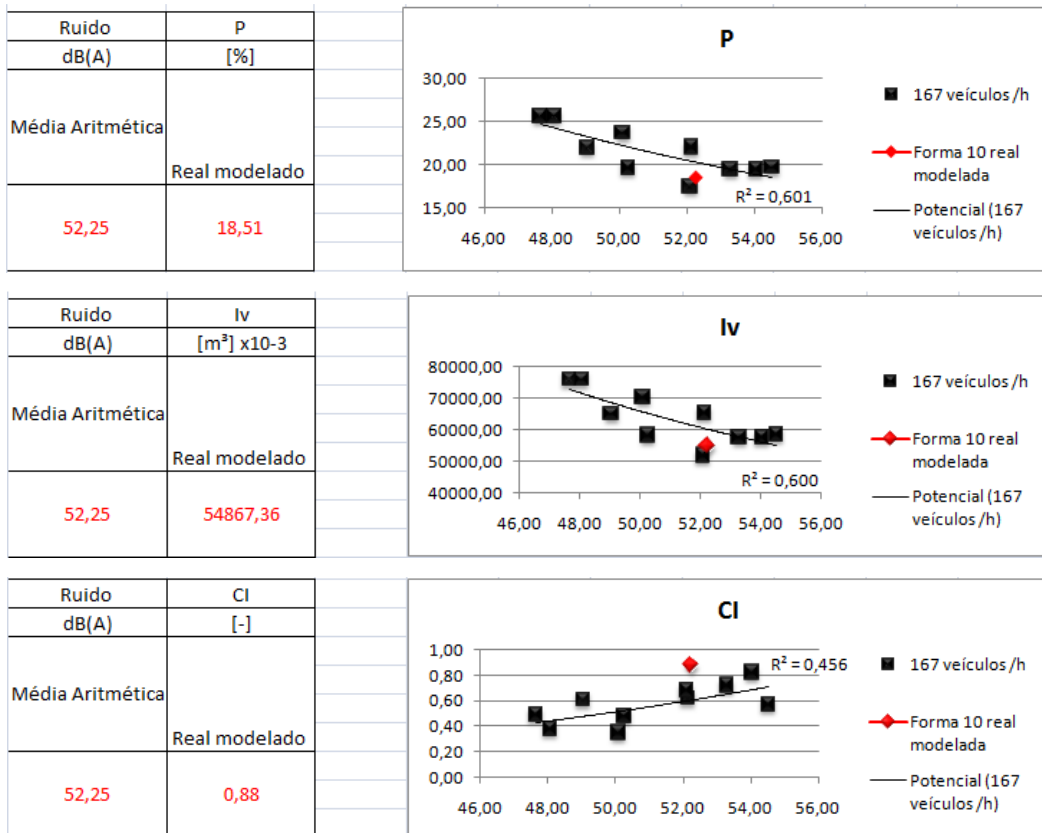 Ruido P
dB(A) [%]
Média Aritmética
Real modelado
52,25 18,51
P
30,00
25,00
20,00
15,00
46,00 48,00 50,00 52,00 54,00 56,00
R² = 0,601
167 veículos /h
Forma 10 real
modelada
Potencial (167
veículos /h)
Ruido Iv
dB(A) [m³] x10-3
Média Aritmética
Real modelado
52,25 54867,36
Iv
80000,00
70000,00
60000,00
50000,00
40000,00
46,00 48,00 50,00 52,00 54,00 56,00
R² = 0,600
167 veículos /h
Forma 10 real
modelada
Potencial (167
veículos /h)
Ruido CI
dB(A) [-]
Média Aritmética
Real modelado
52,25 0,88
CI
1,00
0,80
0,60
0,40
0,20
0,00
46,00 48,00 50,00 52,00 54,00 56,00
R² = 0,456
167 veículos /h
Forma 10 real
modelada
Potencial (167
veículos /h)